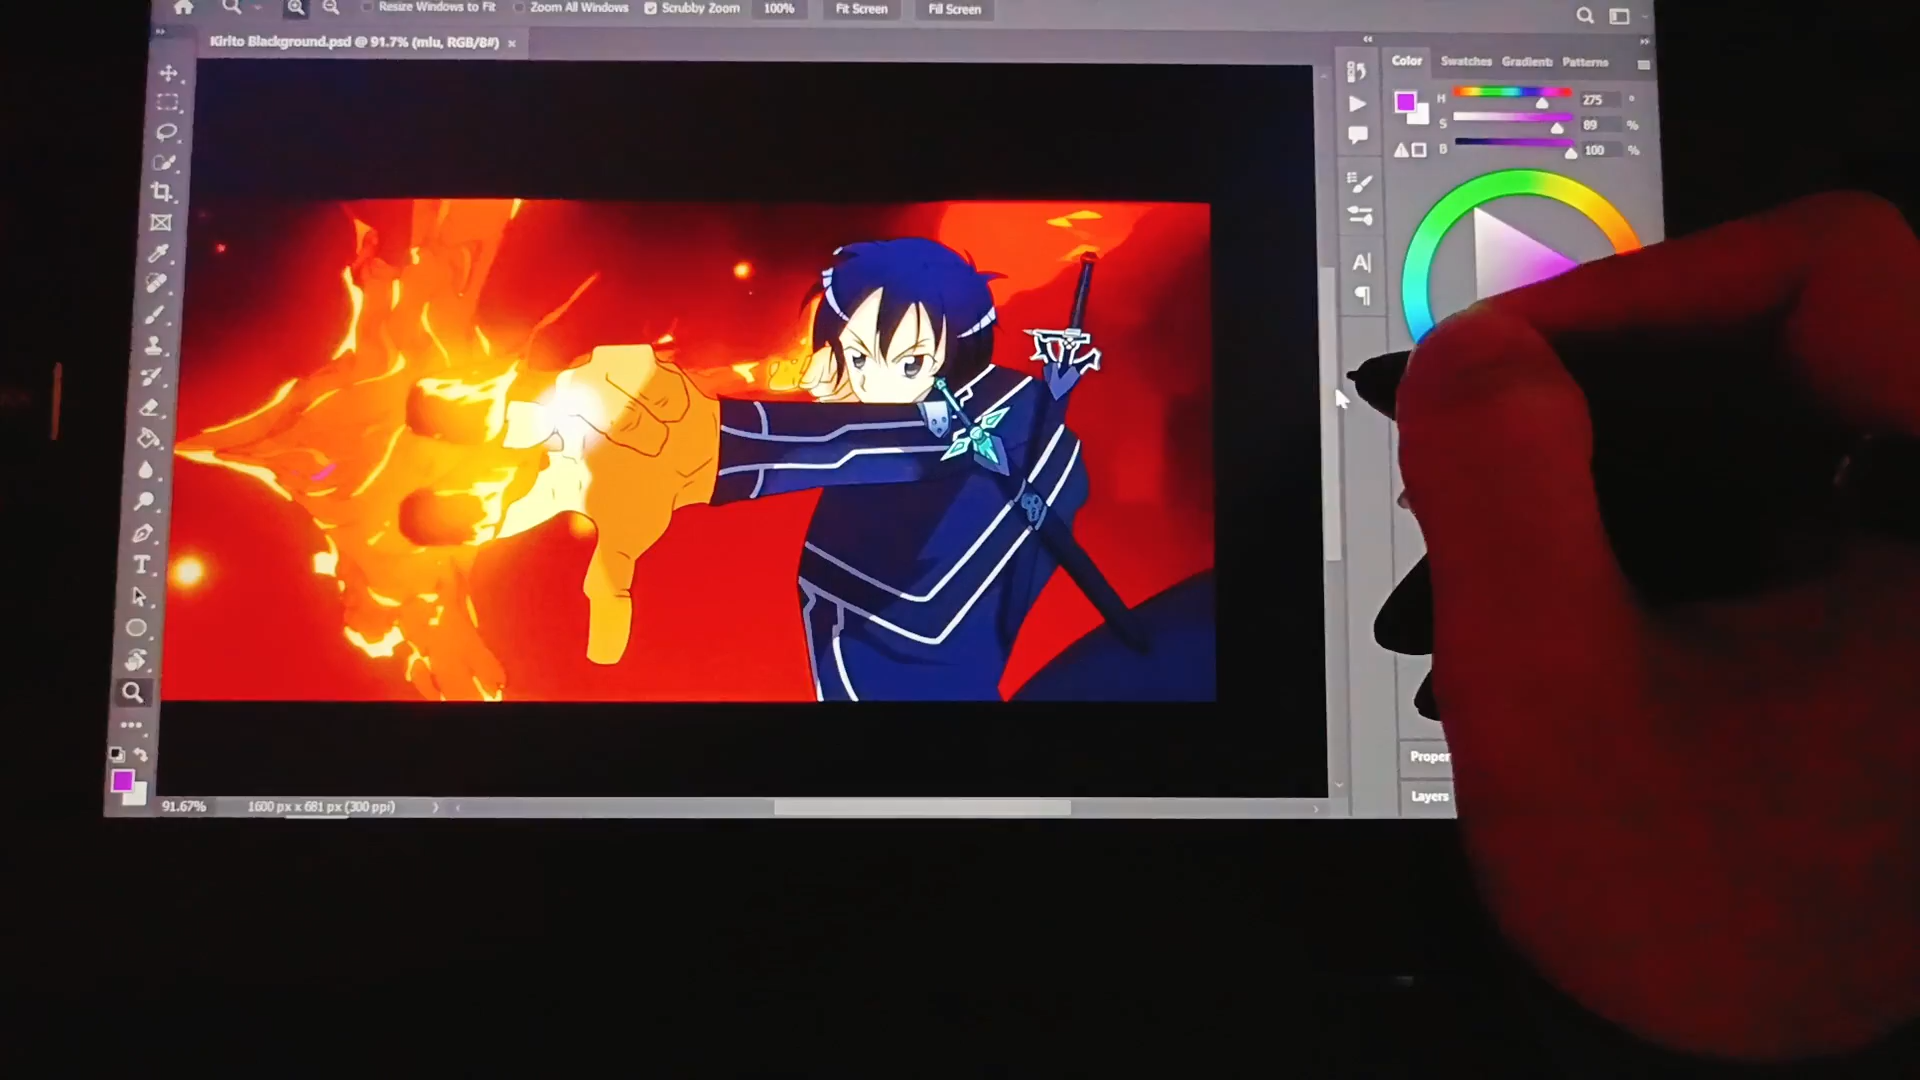 Resize Windows to Fit Zoom All Windows Scrubby Zoom 100% Fit Screen Fill Screen
Kirito Blackground.psd @ 91.7% (mlu, RGB/8#) ×
Color Swatches Gradients Patterns
H 275 °
S 89 %
B 100 %
A|
¶
T
Proper
Layers
91.67% 1600 px x 681 px (300 ppi)